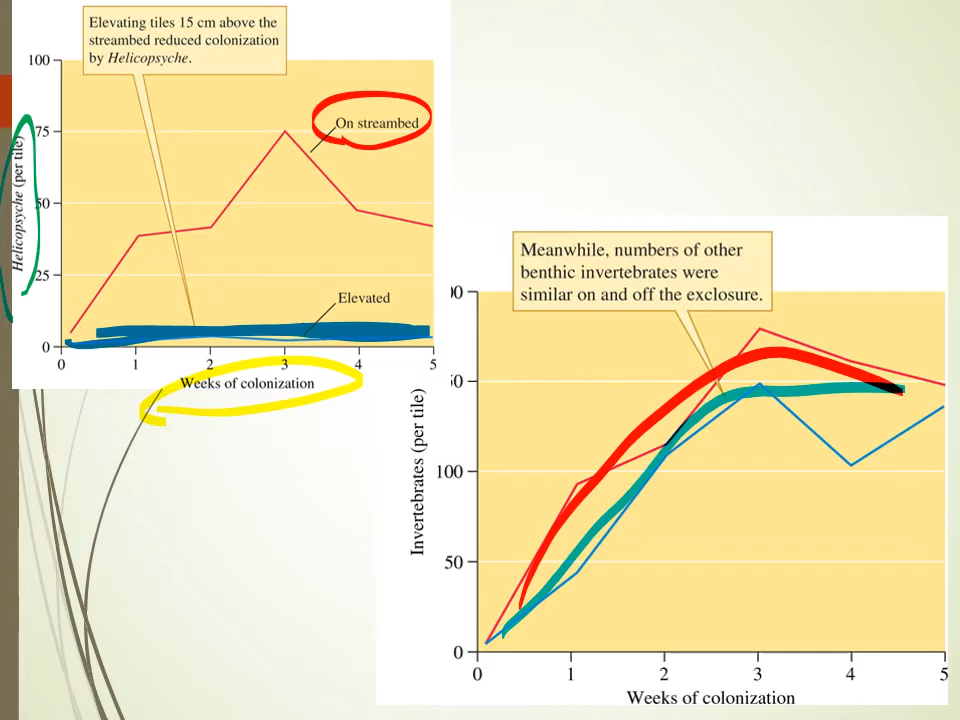 Elevating tiles 15 cm above the
streambed reduced colonization
by Helicopsyche.
100
75
50
25
0
Helicopsyche (per tile)
On streambed
Elevated
0 1 2 3 4 5
Weeks of colonization
Meanwhile, numbers of other
benthic invertebrates were
similar on and off the exclosure.
100
50
0
Invertebrates (per tile)
0 1 2 3 4 5
Weeks of colonization